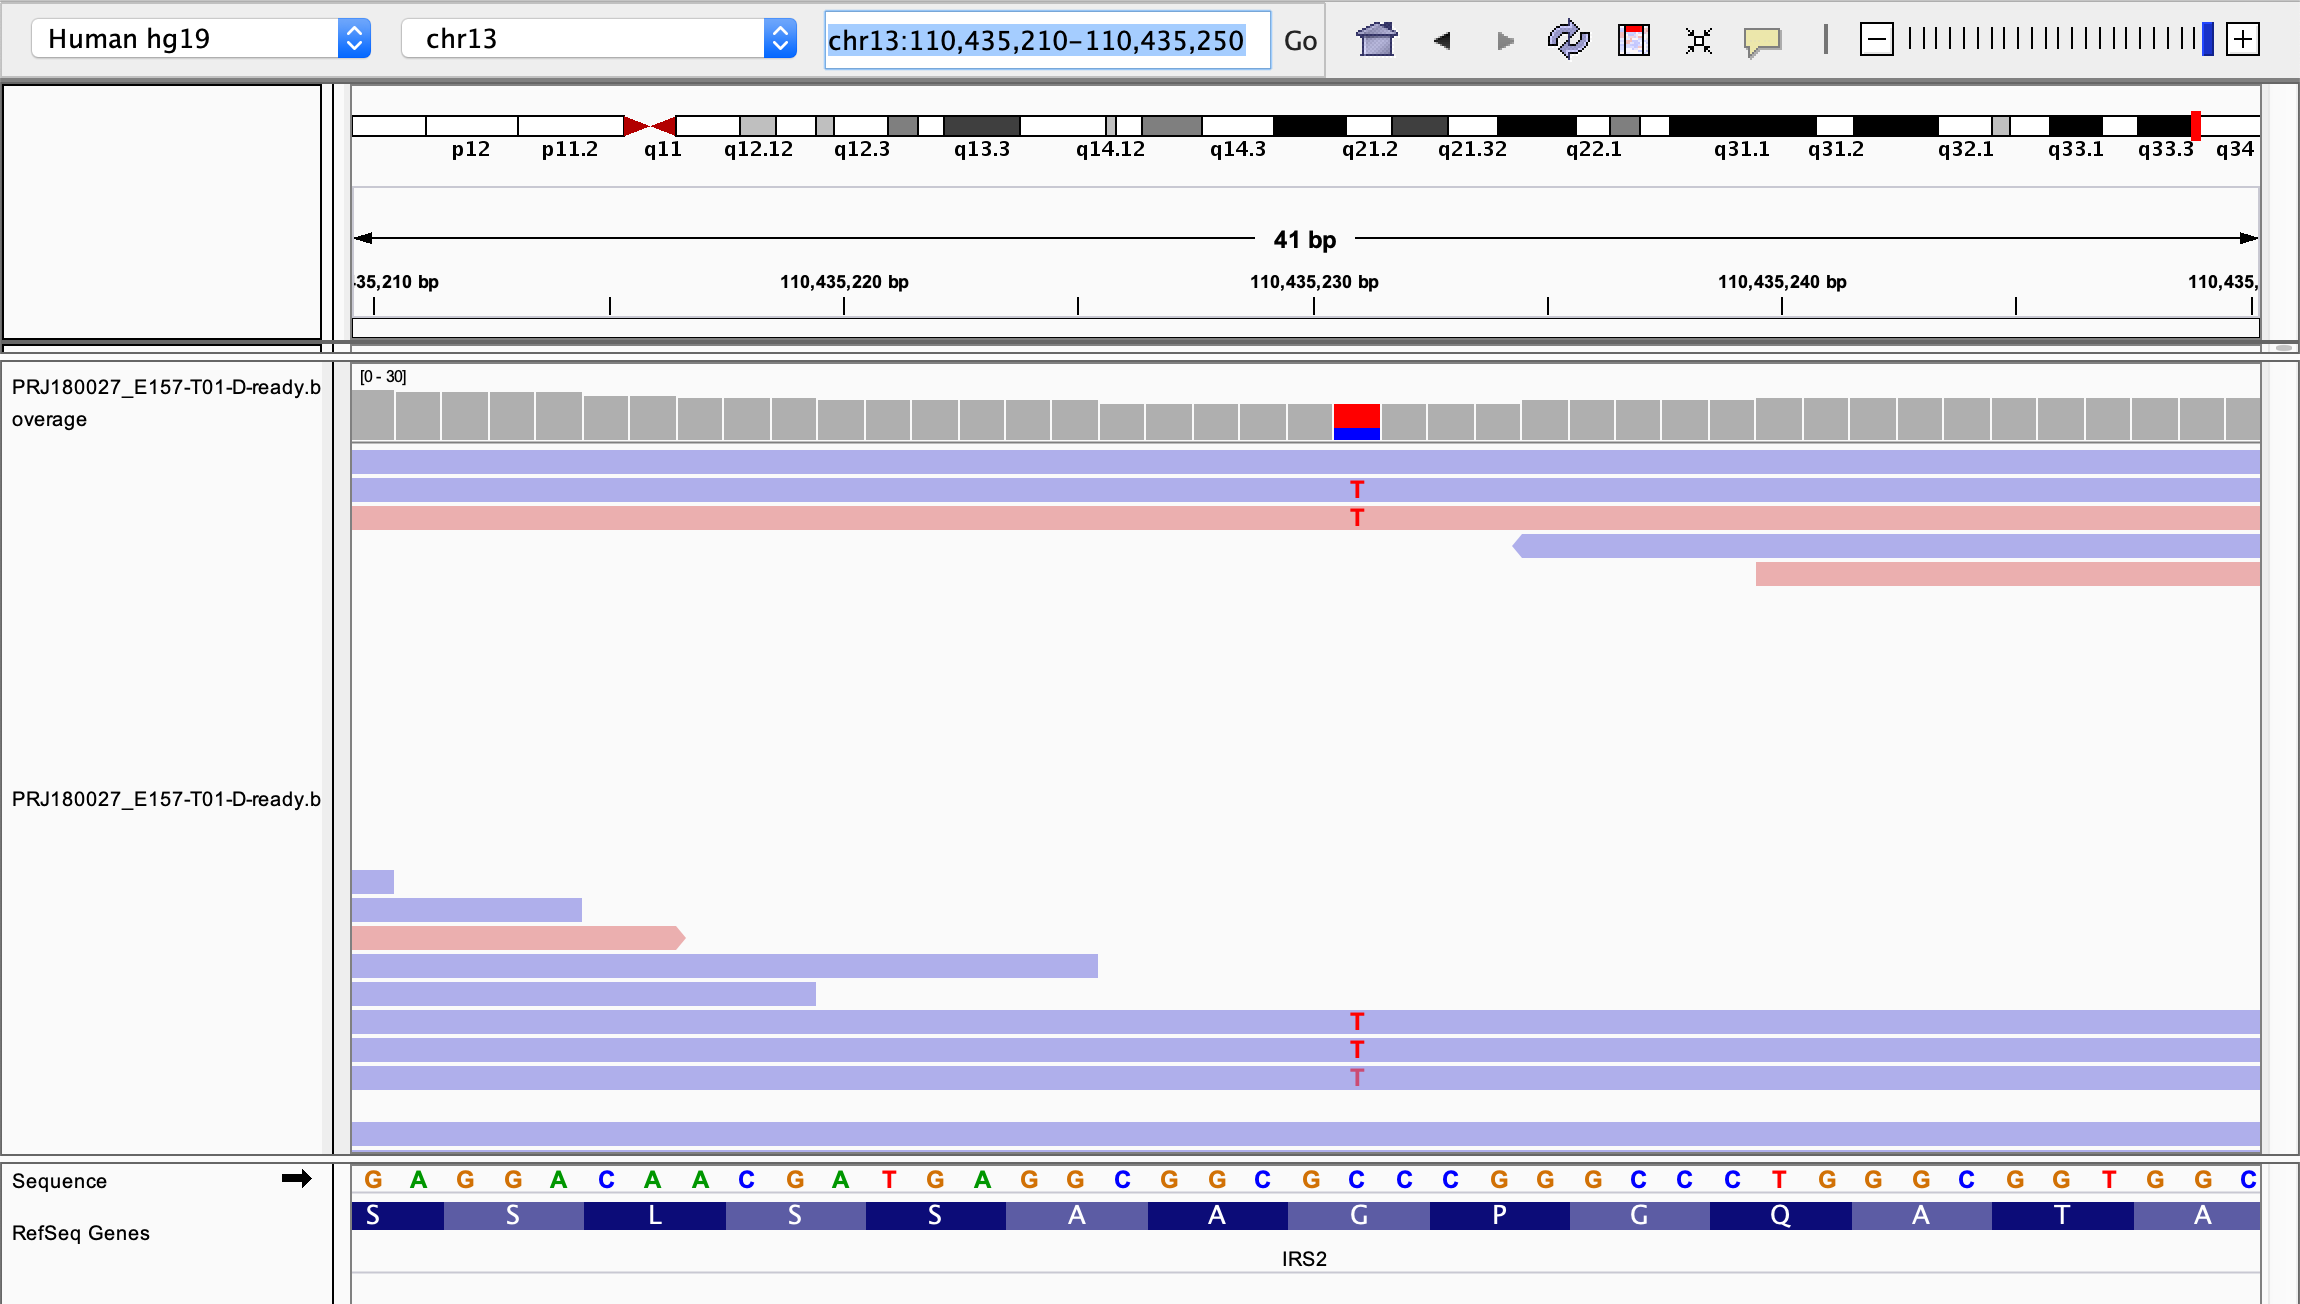 Human hg19 chr13 chr13:110,435,210-110,435,250 Go
p12 p11.2 q11 q12.12 q12.3 q13.3 q14.12 q14.3 q21.2 q21.32 q22.1 q31.1 q31.2 q32.1 q33.1 q33.3 q34
41 bp
35,210 bp 110,435,220 bp 110,435,230 bp 110,435,240 bp 110,435,
[0 - 30]
PRJ180027_E157-T01-D-ready.b
overage
T
T
PRJ180027_E157-T01-D-ready.b
T
T
T
Sequence G A G G A C A A C G A T G A G G C G G C G C C C G G G C C C T G G G C G G T G G C
S S L S S A A G P G Q A T A
RefSeq Genes
IRS2